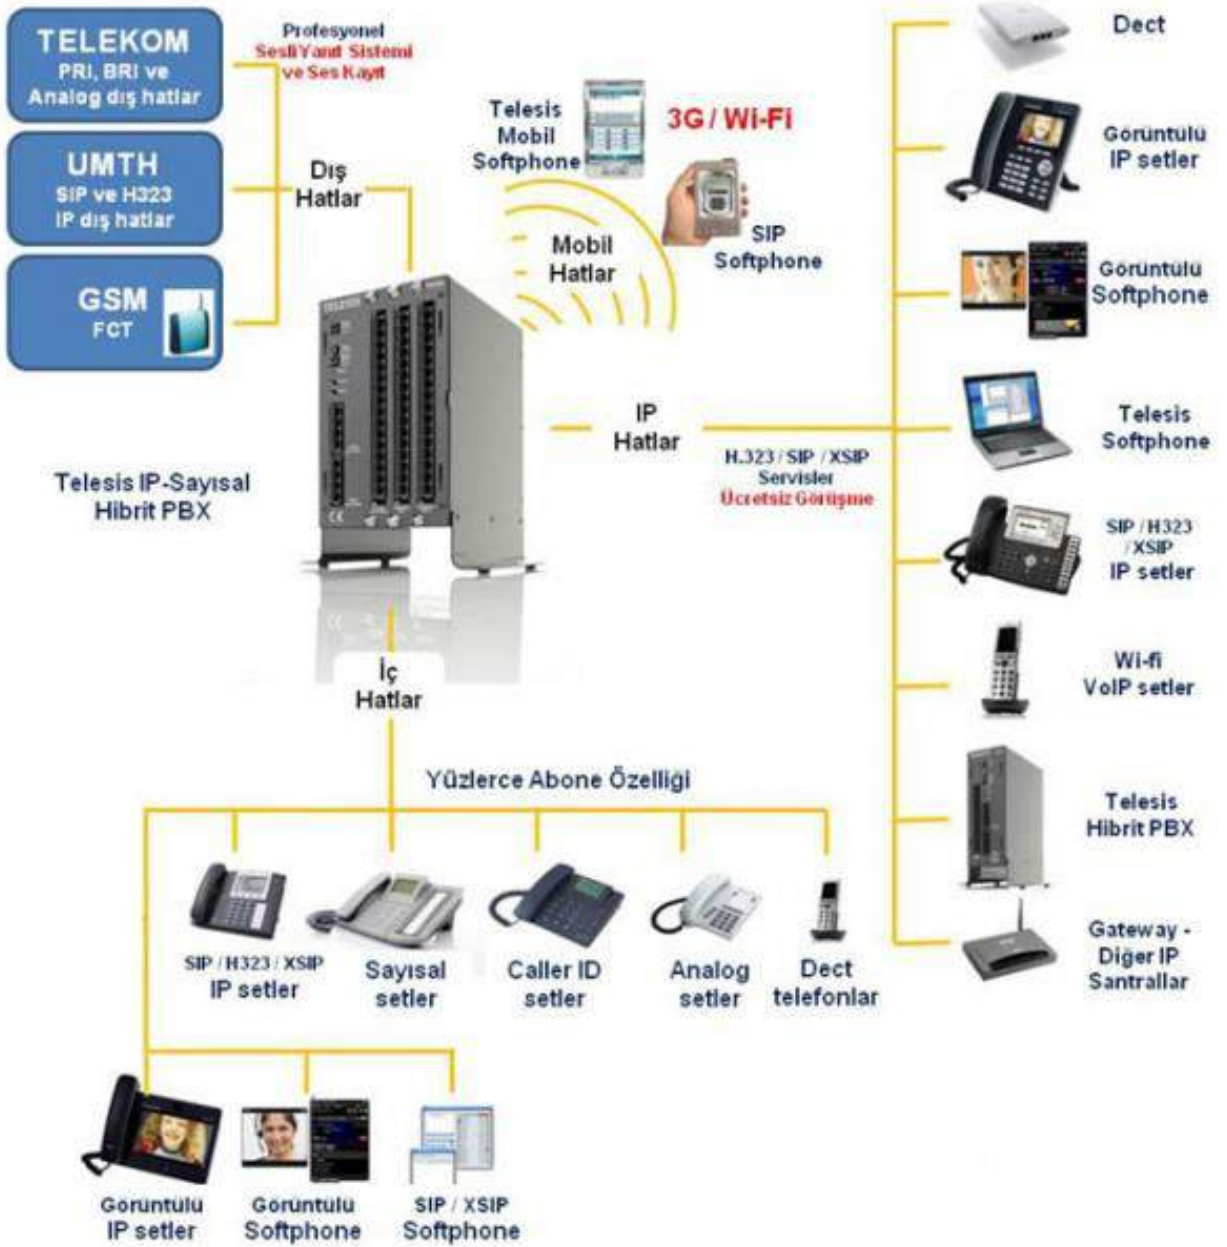 TELEKOM
PRI, BRI ve
Analog dış hatlar
UMTH
SIP ve H323
IP dış hatlar
GSM
FCT
Profesyonel
Sesli Yanıt Sistemi
ve Ses Kayıt
Dış
Hatlar
Telesis
Mobil
Softphone
3G / Wi-Fi
SIP
Softphone
Mobil
Hatlar
TELESIS
CE
Telesis IP-Sayısal
Hibrit PBX
IP
Hatlar
H.323 / SIP / XSIP
Servisler
Ücretsiz Görüşme
Dect
Görüntülü
IP setler
Görüntülü
Softphone
Telesis
Softphone
SIP / H323
/ XSIP
IP setler
Wi-fi
VoIP setler
Telesis
Hibrit PBX
Gateway -
Diğer IP
Santrallar
İç
Hatlar
Yüzlerce Abone Özelliği
SIP / H323 / XSIP
IP setler
Sayısal
setler
Caller ID
setler
Analog
setler
Dect
telefonlar
Görüntülü
IP setler
Görüntülü
Softphone
SIP / XSIP
Softphone